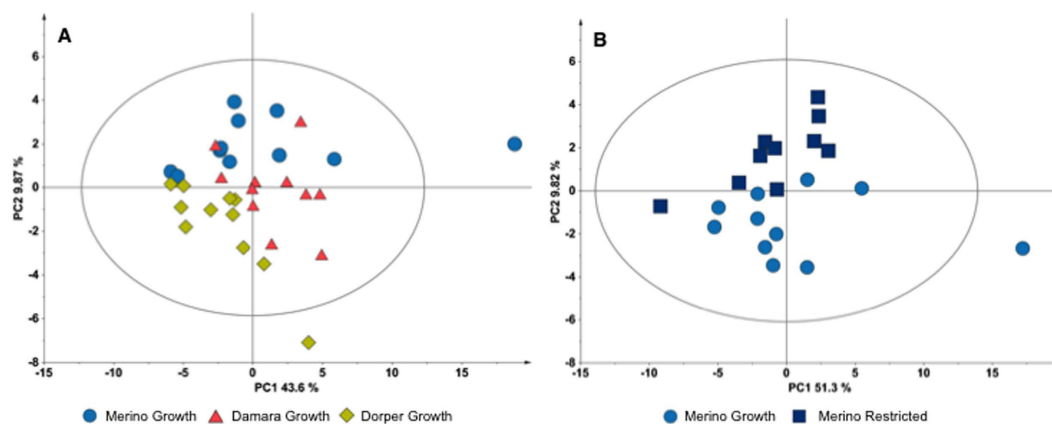 A
6
4
2
0
-2
-4
-6
-8
PC2 9.87 %
-15 -10 -5 0 5 10 15
PC1 43.6 %
Merino Growth Damara Growth Dorper Growth
B
6
4
2
0
-2
-4
-6
-8
PC2 9.82 %
-15 -10 -5 0 5 10 15
PC1 51.3 %
Merino Growth Merino Restricted